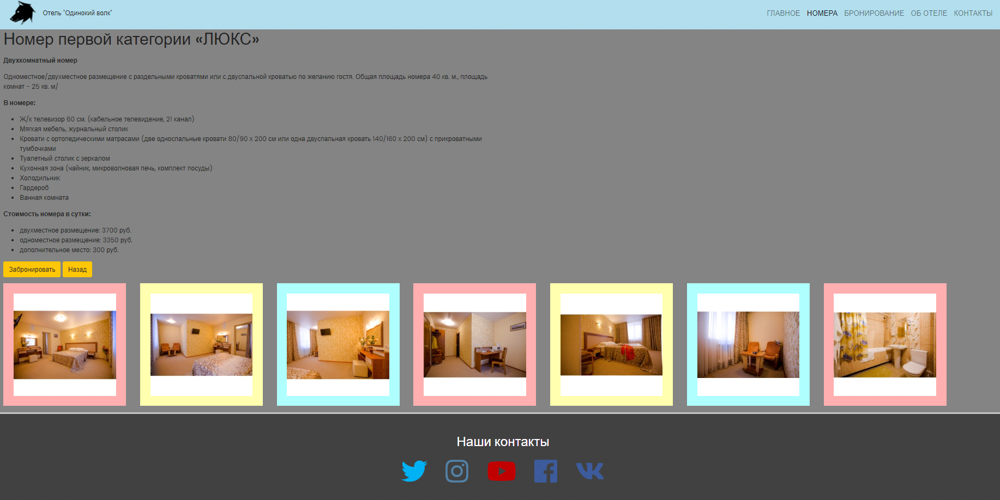 Отель "Одинокий волк"
ГЛАВНОЕ НОМЕРА БРОНИРОВАНИЕ ОБ ОТЕЛЕ КОНТАКТЫ
Номер первой категории «ЛЮКС»
Двухкомнатный номер
Одноместное/двухместное размещение с раздельными кроватями или с двуспальной кроватью по желанию гостя. Общая площадь номера 40 кв. м., площадь
комнат - 25 кв. м/
В номере:
Ж/к телевизор 60 см. (кабельное телевидение, 21 канал)
Мягкая мебель, журнальный столик
Кровати с ортопедическими матрасами (две односпальные кровати 80/90 х 200 см или одна двуспальная кровать 140/160 х 200 см) с прикроватными
тумбочками
Туалетный столик с зеркалом
Кухонная зона (чайник, микроволновая печь, комплект посуды)
Холодильник
Гардероб
Ванная комната
Стоимость номера в сутки:
двухместное размещение: 3700 руб.
одноместное размещение: 3350 руб.
дополнительное место: 300 руб.
Забронировать Назад
Наши контакты